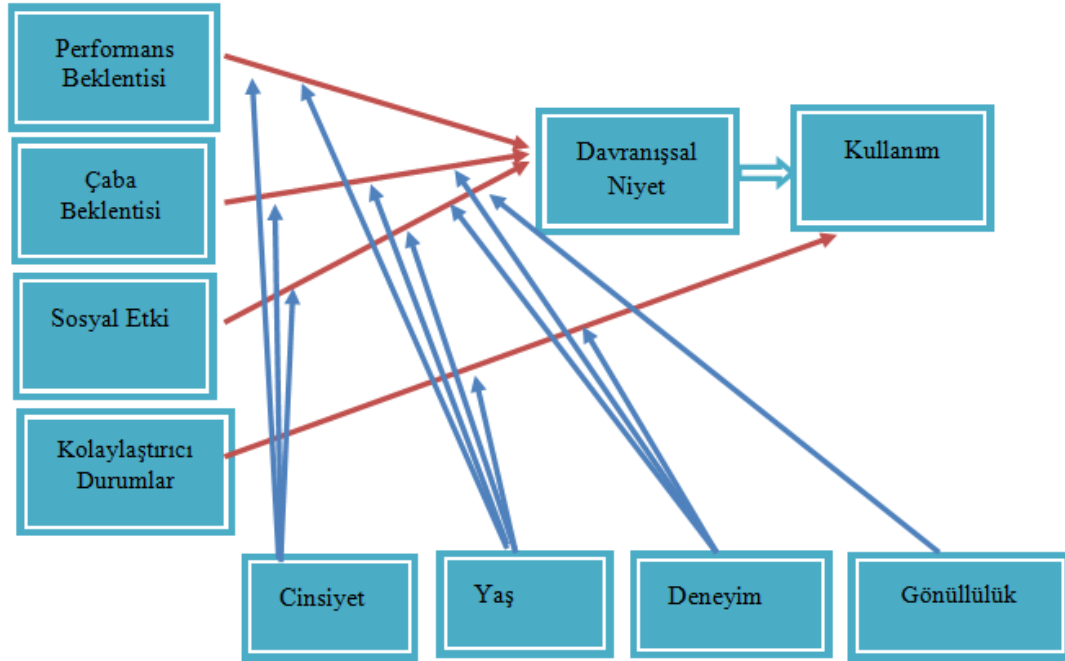 Performans
Beklentisi
Çaba
Beklentisi
Sosyal Etki
Kolaylaştırıcı
Durumlar
Davranışsal
Niyet
Kullanım
Cinsiyet
Yaş
Deneyim
Gönüllülük